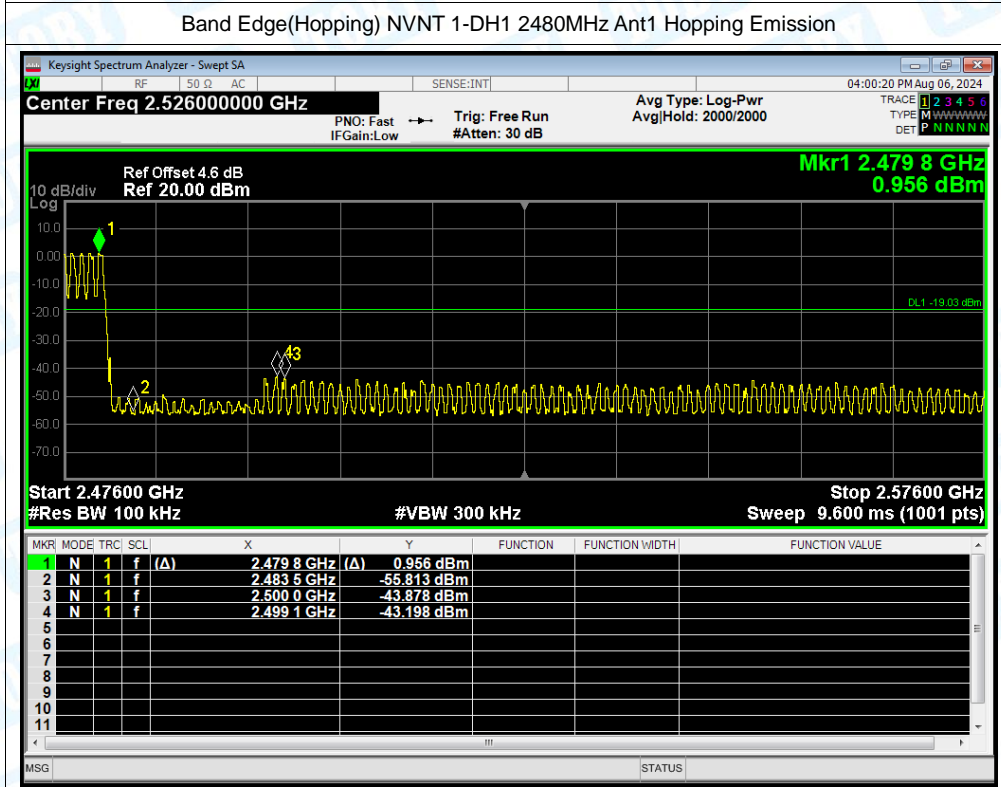 Band Edge(Hopping) NVNT 1-DH1 2480MHz Ant1 Hopping Emission
Keysight Spectrum Analyzer - Swept SA
LXI RF 50 Ω AC SENSE:INT 04:00:20 PM Aug 06, 2024
Center Freq 2.526000000 GHz
PNO: Fast
IFGain:Low
Trig: Free Run
#Atten: 30 dB
Avg Type: Log-Pwr
Avg|Hold: 2000/2000
TRACE 1 2 3 4 5 6
TYPE M WWWWW
DET P N N N N N
Mkr1 2.479 8 GHz
0.956 dBm
Ref Offset 4.6 dB
10 dB/div Ref 20.00 dBm
Log
10.0
0.00
-10.0
-20.0
-30.0
-40.0
-50.0
-60.0
-70.0
1
2
43
DL1 -19.03 dBm
Start 2.47600 GHz Stop 2.57600 GHz
#Res BW 100 kHz #VBW 300 kHz Sweep 9.600 ms (1001 pts)
MKR MODE TRC SCL X Y FUNCTION FUNCTION WIDTH FUNCTION VALUE
1 N 1 f (Δ) 2.479 8 GHz (Δ) 0.956 dBm
2 N 1 f 2.483 5 GHz -55.813 dBm
3 N 1 f 2.500 0 GHz -43.878 dBm
4 N 1 f 2.499 1 GHz -43.198 dBm
5
6
7
8
9
10
11
MSG STATUS